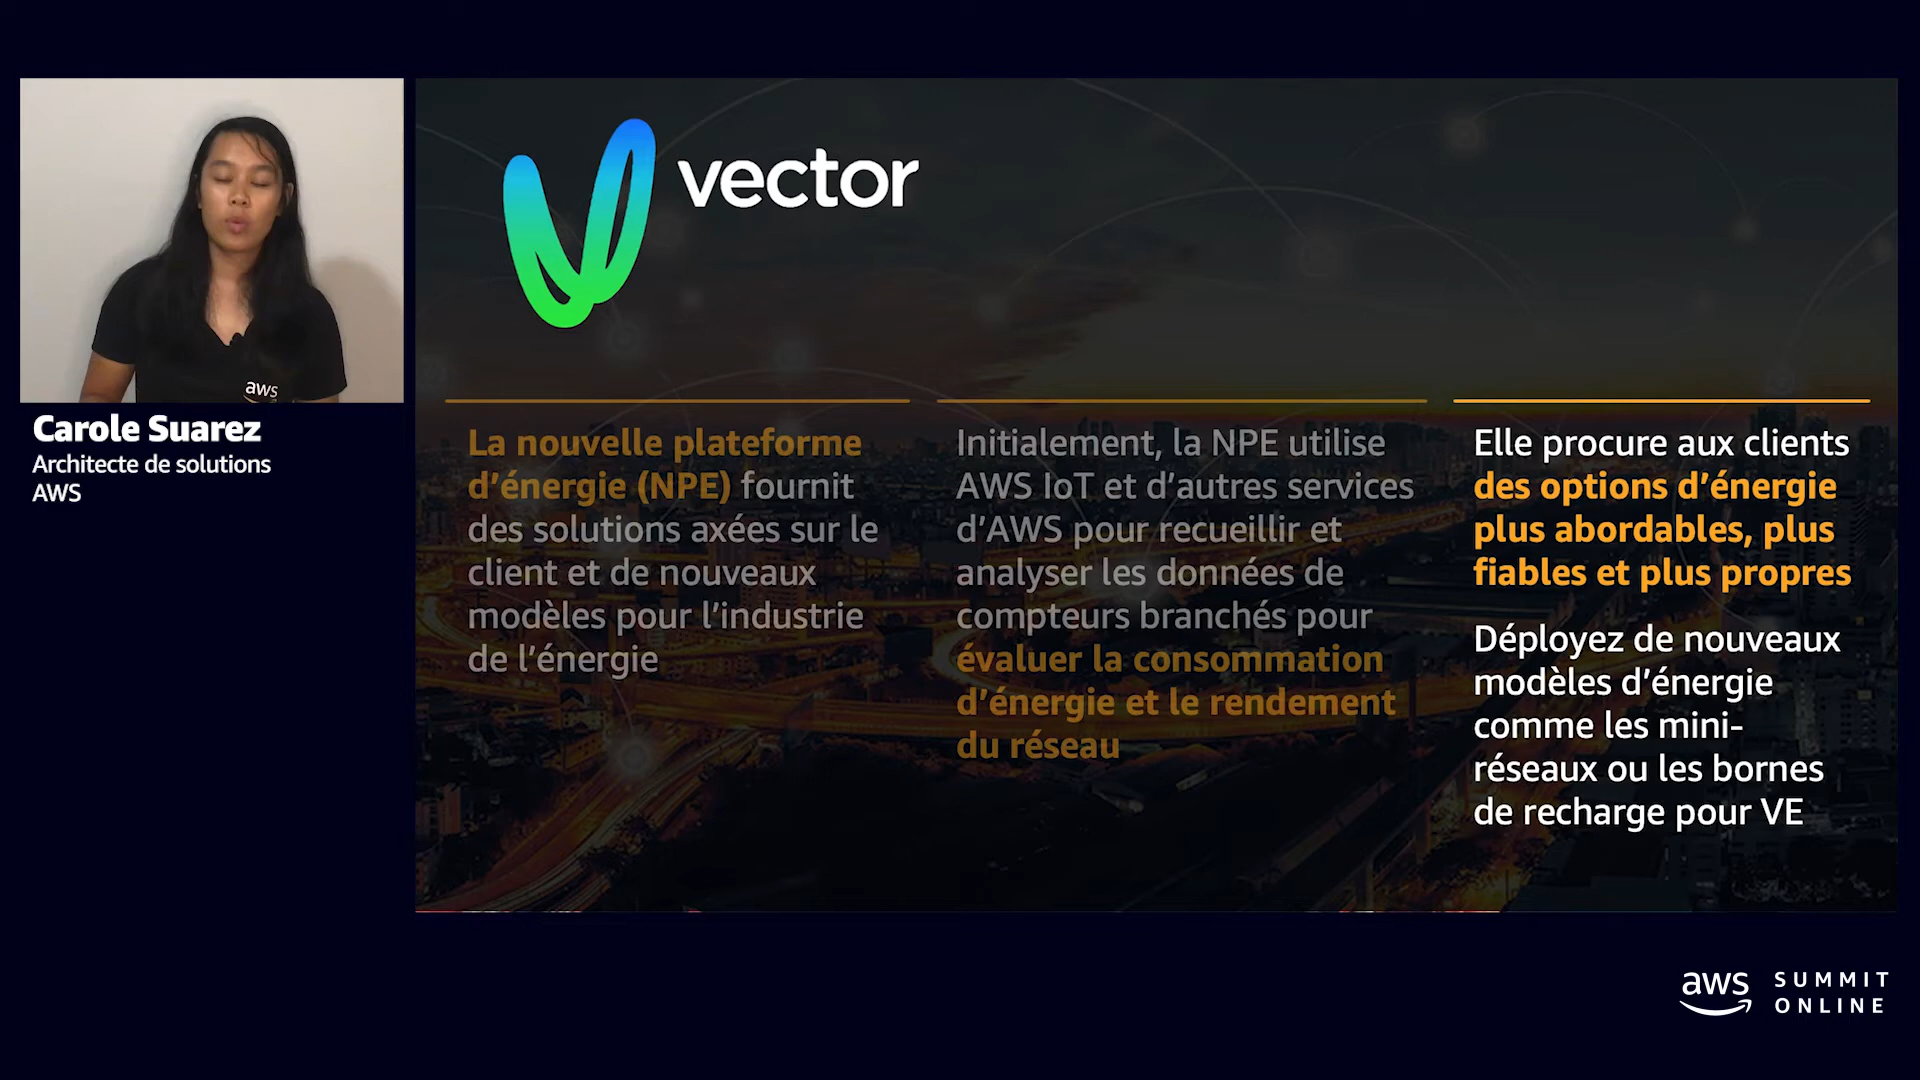 vector
aws
Carole Suarez
Architecte de solutions
AWS
La nouvelle plateforme
d'énergie (NPE) fournit
des solutions axées sur le
client et de nouveaux
modèles pour l'industrie
de l'énergie
Initialement, la NPE utilise
AWS IoT et d'autres services
d'AWS pour recueillir et
analyser les données de
compteurs branchés pour
évaluer la consommation
d'énergie et le rendement
du réseau
Elle procure aux clients
des options d'énergie
plus abordables, plus
fiables et plus propres
Déployez de nouveaux
modèles d'énergie
comme les mini-
réseaux ou les bornes
de recharge pour VE
aws SUMMIT
ONLINE